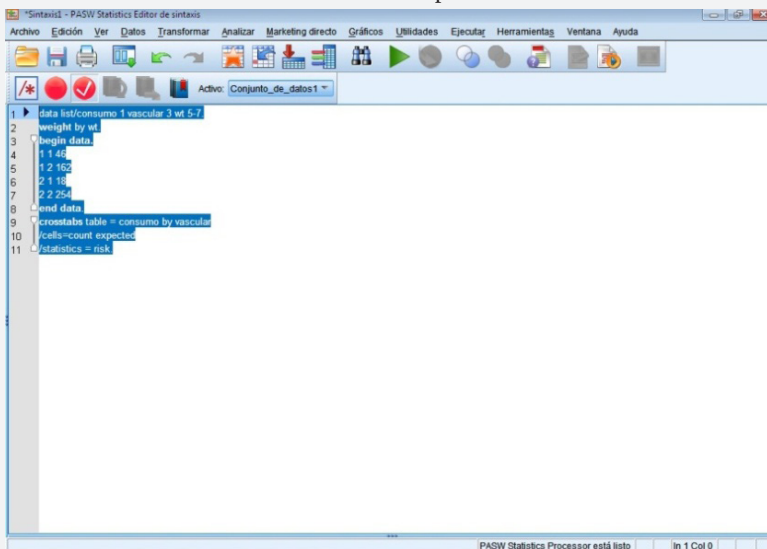 *Sintaxis1 - PASW Statistics Editor de sintaxis
Archivo Edición Ver Datos Transformar Analizar Marketing directo Gráficos Utilidades Ejecutar Herramientas Ventana Ayuda
Activo: Conjunto_de_datos1
1 data list/consumo 1 vascular 3 wt 5-7.
2 weight by wt.
3 begin data.
4 1 1 46
5 1 2 162
6 2 1 18
7 2 2 254
8 end data.
9 crosstabs table = consumo by vascular
10 /cells=count expected
11 /statistics = risk.
PASW Statistics Processor está listo In 1 Col 0